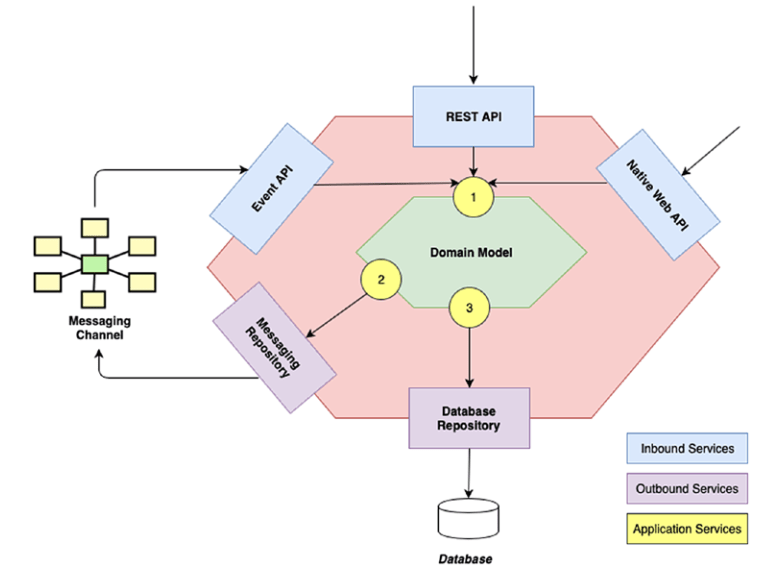 REST API
Event API
Native Web API
1
Domain Model
2
3
Messaging
Channel
Messaging
Repository
Database
Repository
Inbound Services
Outbound Services
Application Services
Database